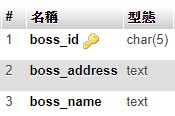 # 名稱 型態
1 boss_id char(5)
2 boss_address text
3 boss_name text